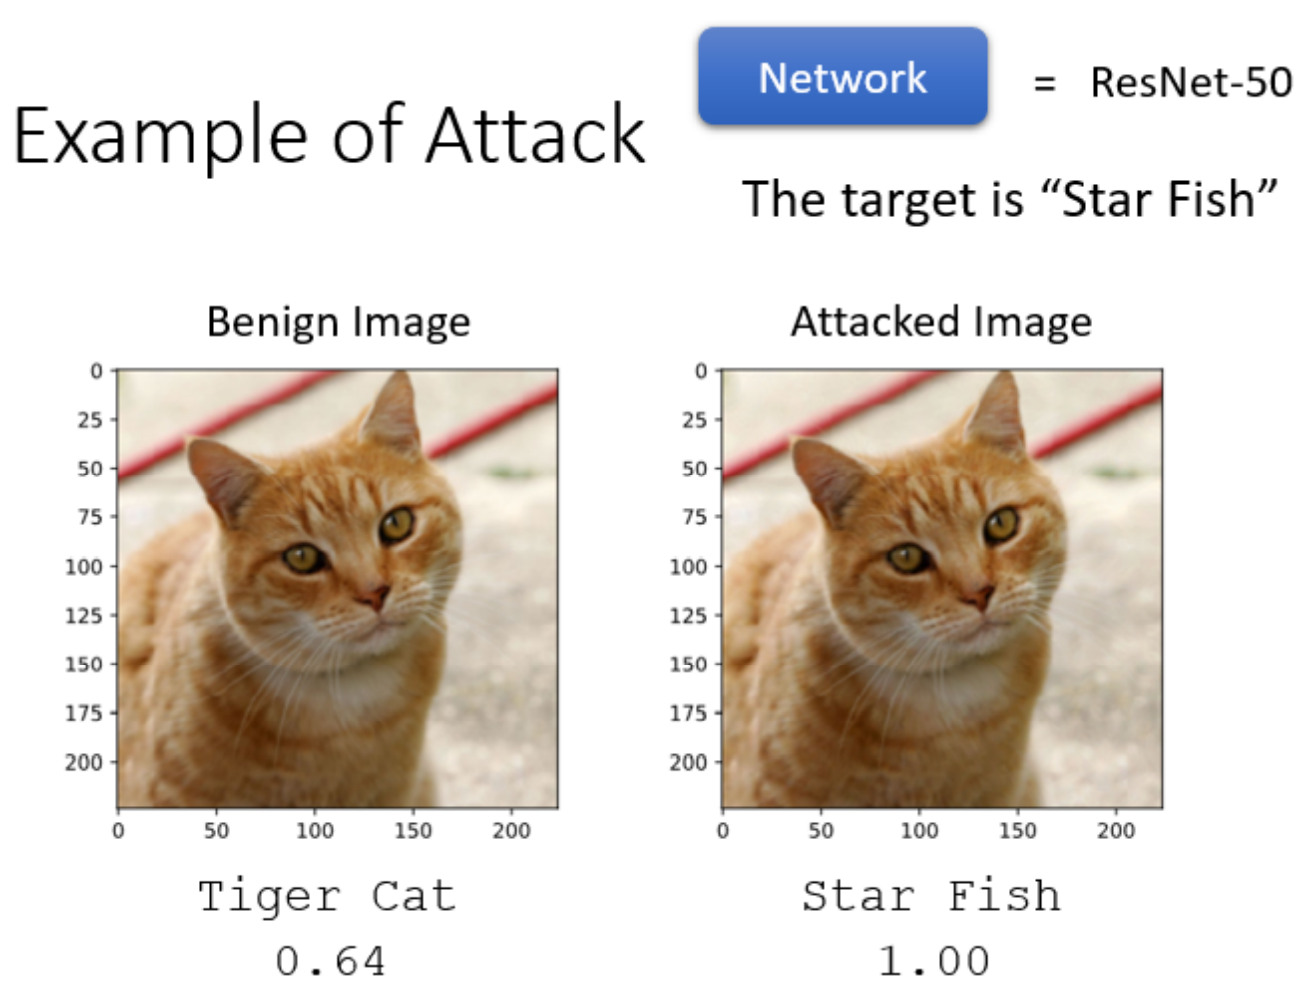 Example of Attack
Network = ResNet-50
The target is “Star Fish”
Benign Image
0
25
50
75
100
125
150
175
200
0 50 100 150 200
Tiger Cat
0.64
Attacked Image
0
25
50
75
100
125
150
175
200
0 50 100 150 200
Star Fish
1.00